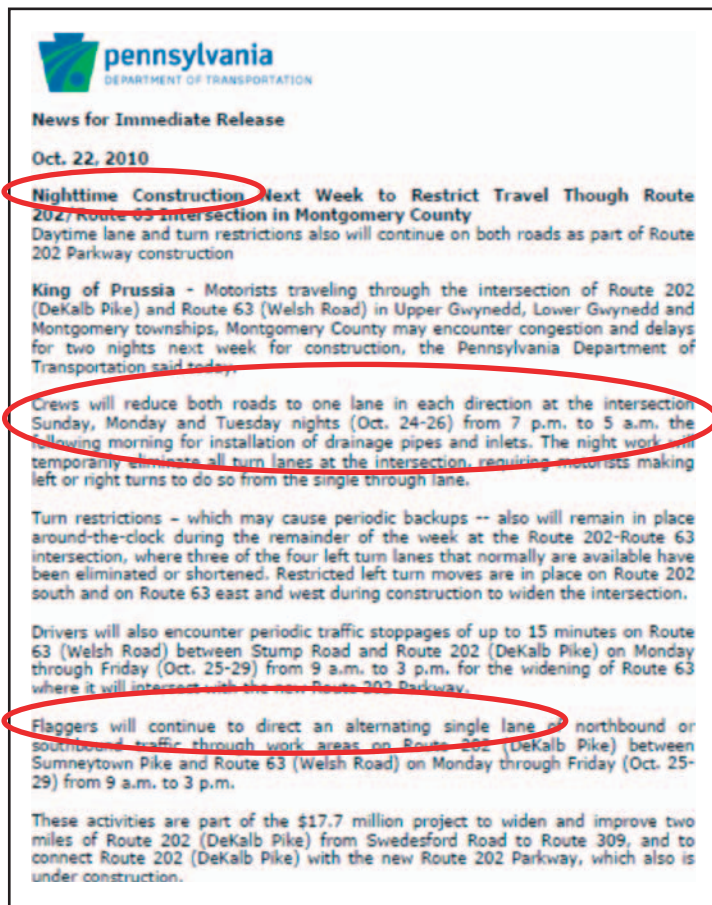 pennsylvania
DEPARTMENT OF TRANSPORTATION
News for Immediate Release
Oct. 22, 2010
Nighttime Construction Next Week to Restrict Travel Though Route
202/Route 63 Intersection in Montgomery County
Daytime lane and turn restrictions also will continue on both roads as part of Route
202 Parkway construction
King of Prussia - Motorists traveling through the intersection of Route 202
(DeKalb Pike) and Route 63 (Welsh Road) in Upper Gwynedd, Lower Gwynedd and
Montgomery townships, Montgomery County may encounter congestion and delays
for two nights next week for construction, the Pennsylvania Department of
Transportation said today.
Crews will reduce both roads to one lane in each direction at the intersection
Sunday, Monday and Tuesday nights (Oct. 24-26) from 7 p.m. to 5 a.m. the
following morning for installation of drainage pipes and inlets. The night work will
temporarily eliminate all turn lanes at the intersection, requiring motorists making
left or right turns to do so from the single through lane.
Turn restrictions – which may cause periodic backups -- also will remain in place
around-the-clock during the remainder of the week at the Route 202-Route 63
intersection, where three of the four left turn lanes that normally are available have
been eliminated or shortened. Restricted left turn moves are in place on Route 202
south and on Route 63 east and west during construction to widen the intersection.
Drivers will also encounter periodic traffic stoppages of up to 15 minutes on Route
63 (Welsh Road) between Stump Road and Route 202 (DeKalb Pike) on Monday
through Friday (Oct. 25-29) from 9 a.m. to 3 p.m. for the widening of Route 63
where it will intersect with the new Route 202 Parkway.
Flaggers will continue to direct an alternating single lane of northbound or
southbound traffic through work areas on Route 202 (DeKalb Pike) between
Sumneytown Pike and Route 63 (Welsh Road) on Monday through Friday (Oct. 25-
29) from 9 a.m. to 3 p.m.
These activities are part of the $17.7 million project to widen and improve two
miles of Route 202 (DeKalb Pike) from Swedesford Road to Route 309, and to
connect Route 202 (DeKalb Pike) with the new Route 202 Parkway, which also is
under construction.